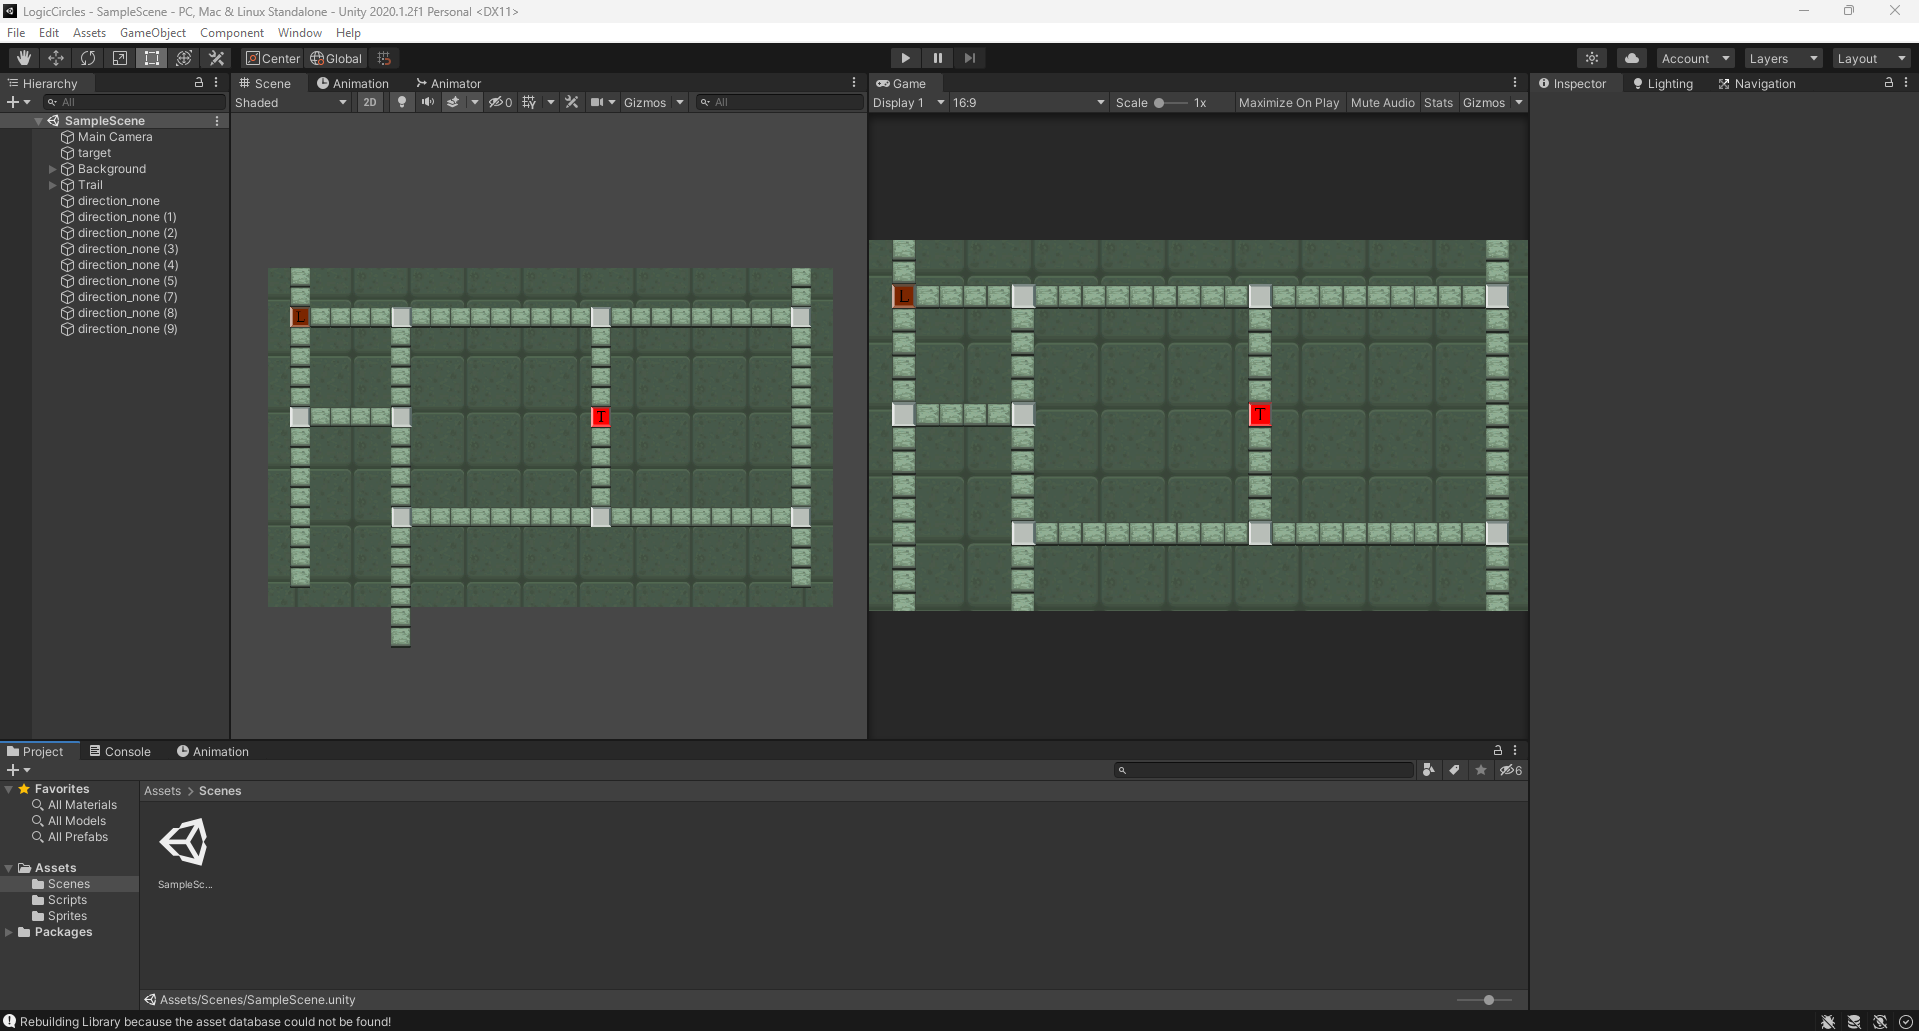 LogicCircles - SampleScene - PC, Mac & Linux Standalone - Unity 2020.1.2f1 Personal <DX11>
File Edit Assets GameObject Component Window Help
Center Global Account Layers Layout
Hierarchy Scene Animation Animator Game Inspector Lighting Navigation
All Shaded 2D 0 Gizmos All Display 1 16:9 Scale 1x Maximize On Play Mute Audio Stats Gizmos
SampleScene
Main Camera
target
Background
Trail
direction_none
direction_none (1)
direction_none (2)
direction_none (3)
direction_none (4)
direction_none (5)
direction_none (7)
direction_none (8)
direction_none (9)
L
T
L
T
Project Console Animation
6
Favorites
All Materials
All Models
All Prefabs
Assets
Scenes
Scripts
Sprites
Packages
Assets > Scenes
SampleSc...
Assets/Scenes/SampleScene.unity
Rebuilding Library because the asset database could not be found!